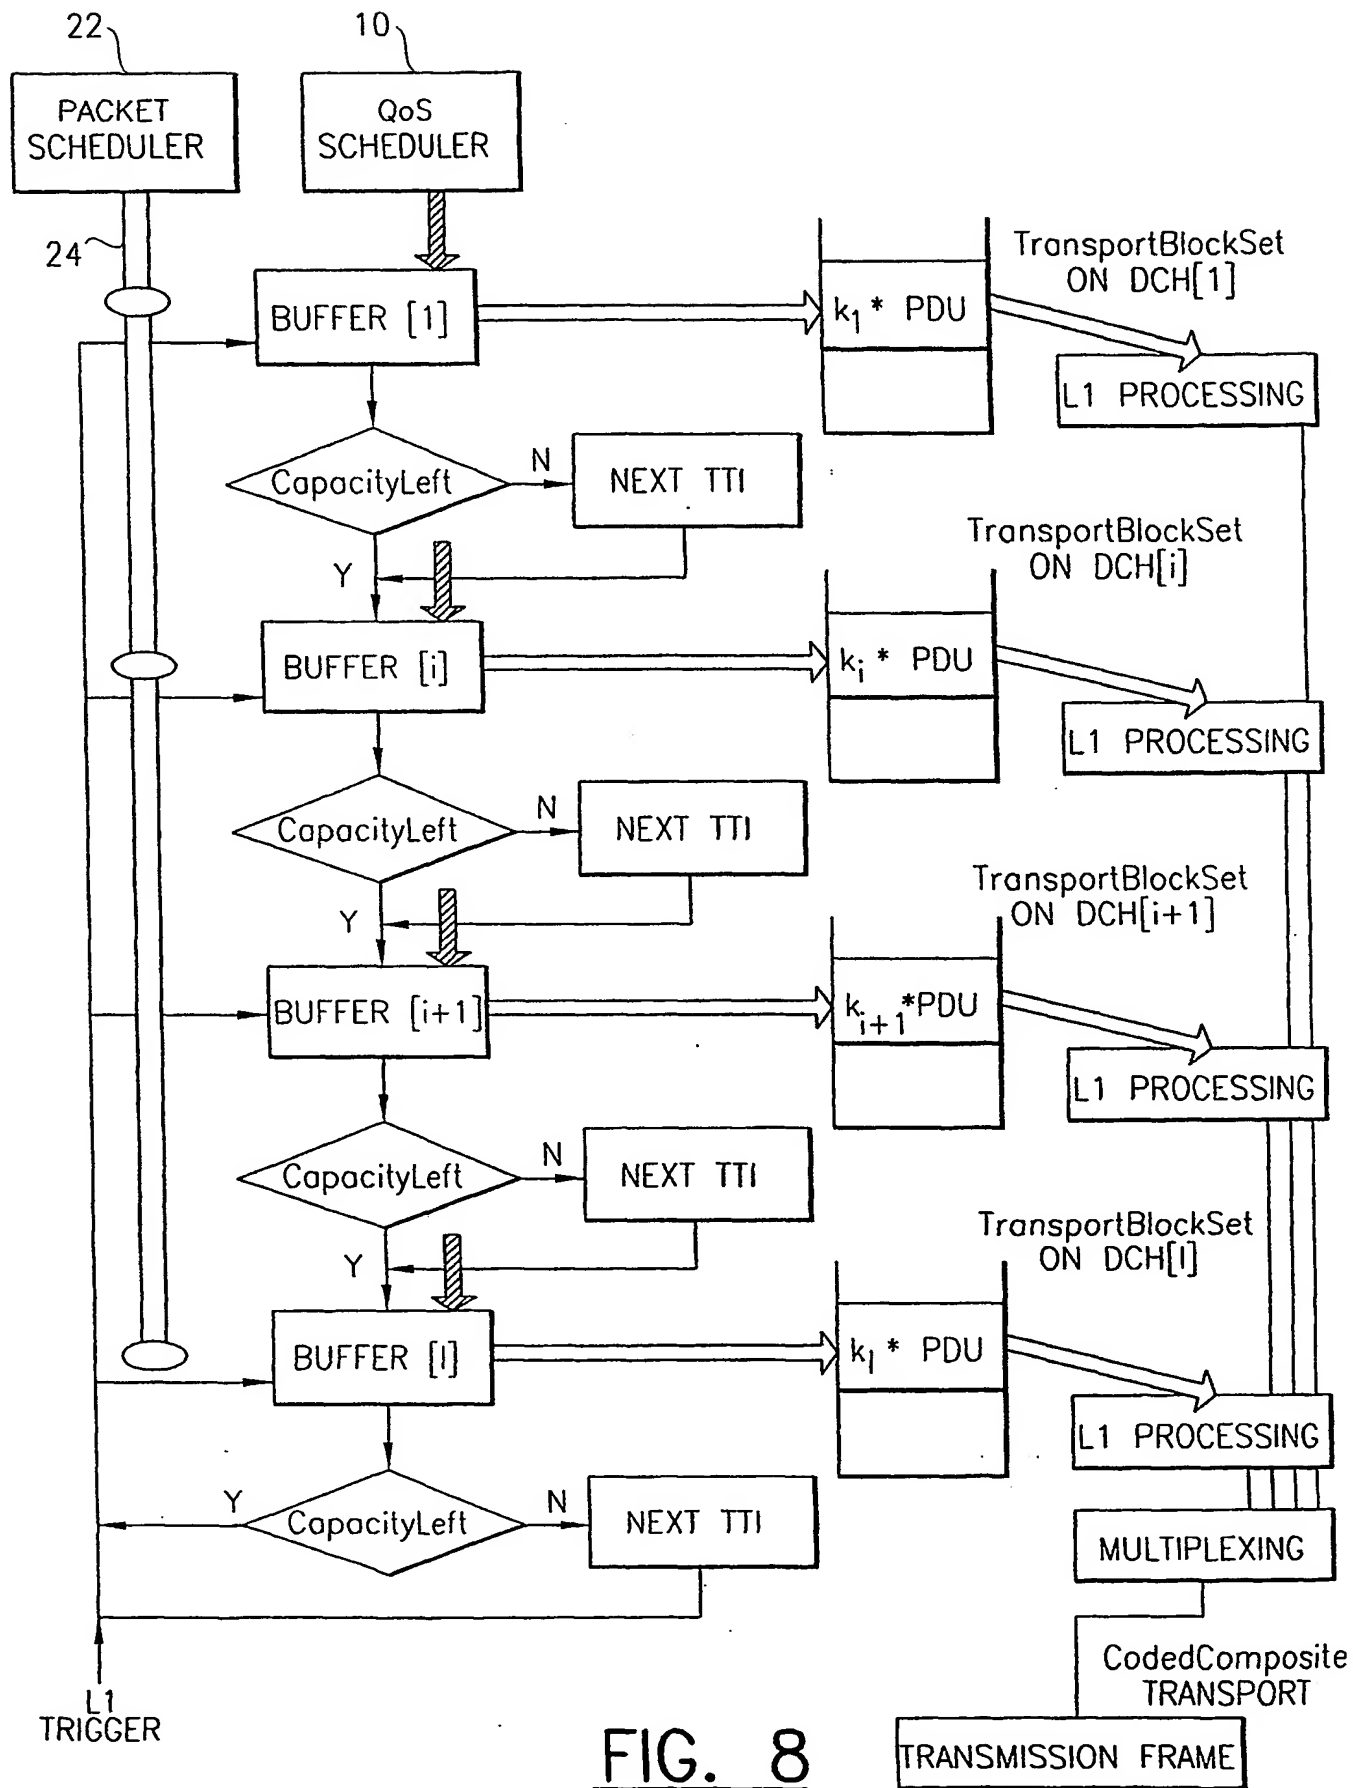 22
10
PACKET
SCHEDULER
QoS
SCHEDULER
24
BUFFER [1]
k1 * PDU
TransportBlockSet
ON DCH[1]
L1 PROCESSING
CapacityLeft
N
NEXT TTI
Y
TransportBlockSet
ON DCH[i]
BUFFER [i]
ki * PDU
L1 PROCESSING
CapacityLeft
N
NEXT TTI
Y
TransportBlockSet
ON DCH[i+1]
BUFFER [i+1]
ki+1 *PDU
L1 PROCESSING
CapacityLeft
N
NEXT TTI
Y
TransportBlockSet
ON DCH[I]
BUFFER [I]
kI * PDU
L1 PROCESSING
Y
CapacityLeft
N
NEXT TTI
MULTIPLEXING
CodedComposite
TRANSPORT
L1
TRIGGER
TRANSMISSION FRAME
FIG. 8